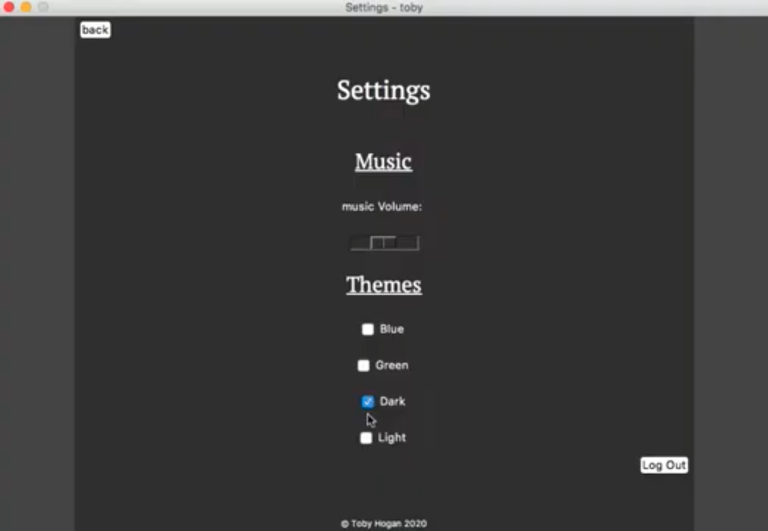 Settings - toby
back
Settings
Music
music Volume:
Themes
Blue
Green
Dark
Light
Log Out
© Toby Hogan 2020